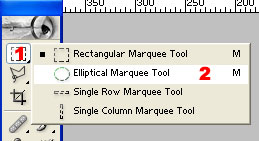 350 300 250 200
1
Rectangular Marquee Tool M
Elliptical Marquee Tool 2 M
Single Row Marquee Tool
Single Column Marquee Tool